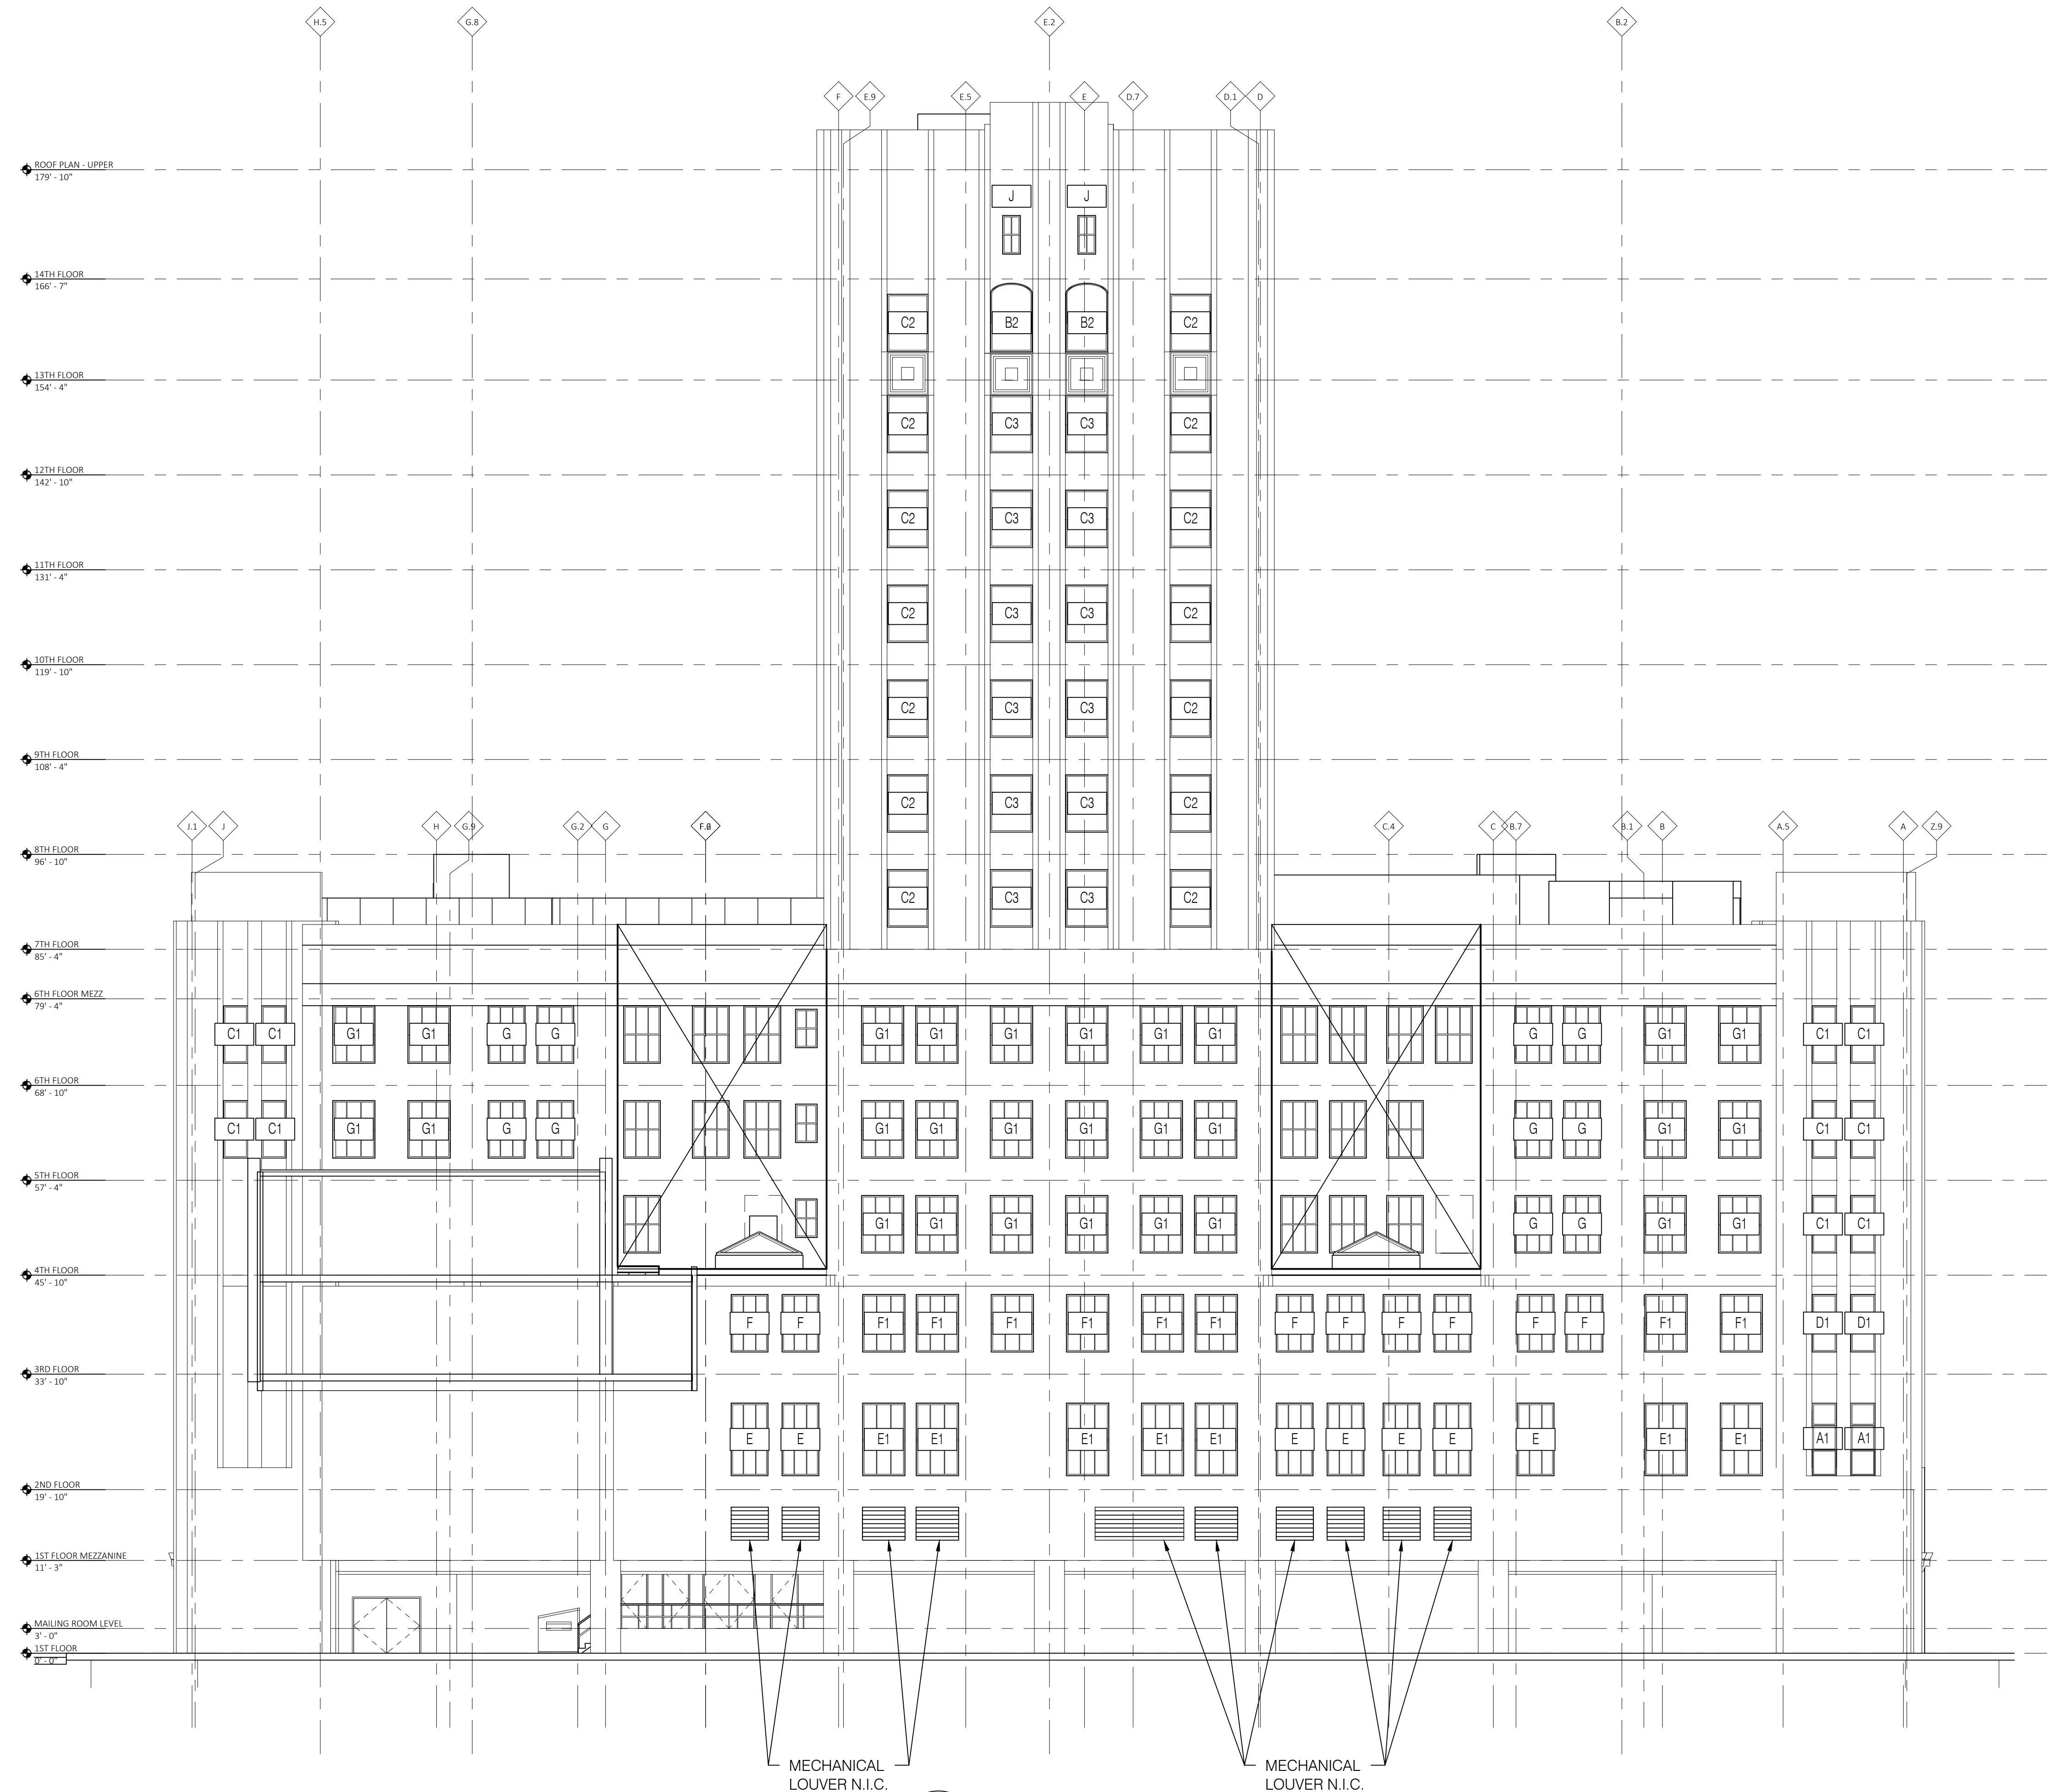 H.5 G.8 E.2 B.2
F E.9 E.5 E D.7 D.1 D
ROOF PLAN - UPPER
179' - 10"
J J
14TH FLOOR
166' - 7"
C2 B2 B2 C2
13TH FLOOR
154' - 4"
C2 C3 C3 C2
12TH FLOOR
142' - 10"
C2 C3 C3 C2
11TH FLOOR
131' - 4"
C2 C3 C3 C2
10TH FLOOR
119' - 10"
C2 C3 C3 C2
9TH FLOOR
108' - 4"
C2 C3 C3 C2
J.1 J H G.9 G.2 G C.4 C B.7 B.1 B A.5 A Z.9
8TH FLOOR
96' - 10"
C2 C3 C3 C2
7TH FLOOR
85' - 4"
6TH FLOOR MEZZ
79' - 4"
C1 C1 G1 G1 G G G1 G1 G1 G1 G1 G1 G G G1 G1 C1 C1
6TH FLOOR
68' - 10"
C1 C1 G1 G1 G G G1 G1 G1 G1 G1 G1 G G G1 G1 C1 C1
5TH FLOOR
57' - 4"
G1 G1 G1 G1 G1 G1 G G G1 G1 C1 C1
4TH FLOOR
45' - 10"
F F F1 F1 F1 F1 F1 F1 F F F F F F F1 F1 D1 D1
3RD FLOOR
33' - 10"
E E E1 E1 E1 E1 E1 E E E E E E1 E1 A1 A1
2ND FLOOR
19' - 10"
1ST FLOOR MEZZANINE
11' - 3"
MAILING ROOM LEVEL
3' - 0"
1ST FLOOR
0' - 0"
MECHANICAL
LOUVER N.I.C.
MECHANICAL
LOUVER N.I.C.